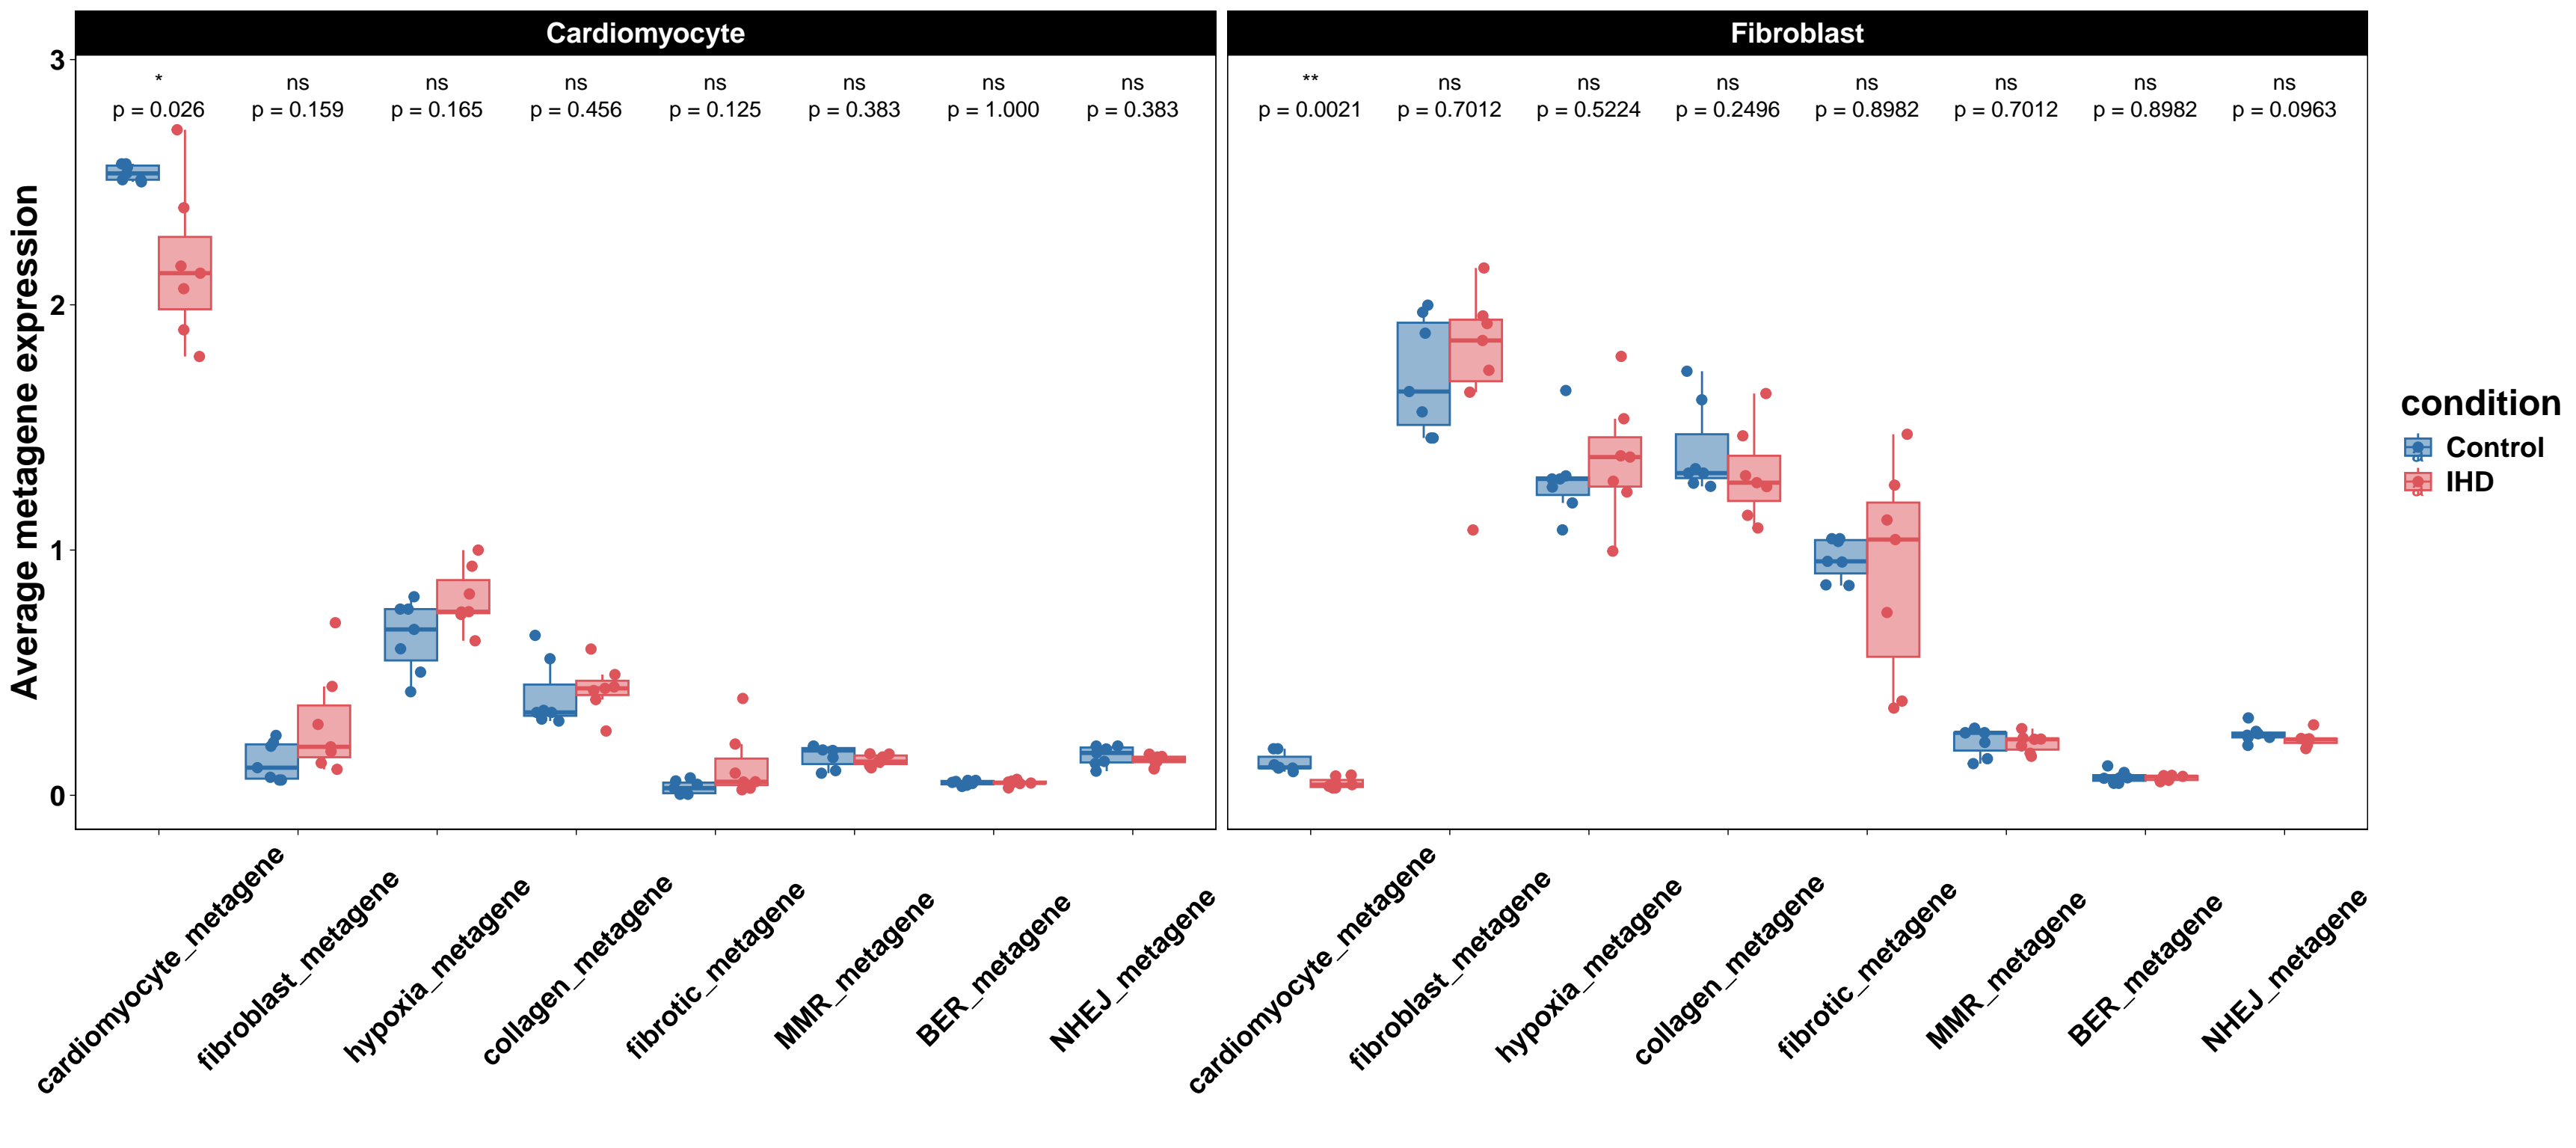 Cardiomyocyte
Fibroblast
* ns ns ns ns ns ns ns
p = 0.026 p = 0.159 p = 0.165 p = 0.456 p = 0.125 p = 0.383 p = 1.000 p = 0.383
** ns ns ns ns ns ns ns
p = 0.0021 p = 0.7012 p = 0.5224 p = 0.2496 p = 0.8982 p = 0.7012 p = 0.8982 p = 0.0963
Average metagene expression
3
2
1
0
cardiomyocyte_metagene
fibroblast_metagene
hypoxia_metagene
collagen_metagene
fibrotic_metagene
MMR_metagene
BER_metagene
NHEJ_metagene
cardiomyocyte_metagene
fibroblast_metagene
hypoxia_metagene
collagen_metagene
fibrotic_metagene
MMR_metagene
BER_metagene
NHEJ_metagene
condition
Control
IHD